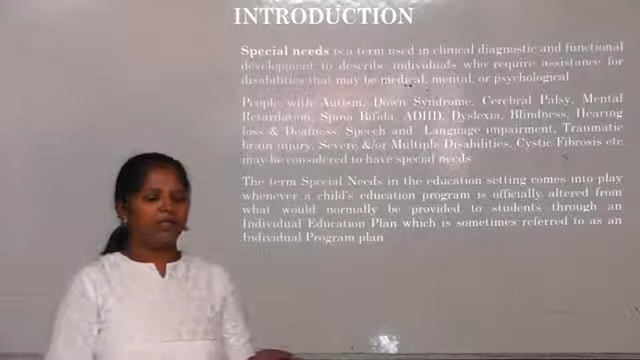 INTRODUCTION
Special needs is a term used in clinical diagnostic and functional
development to describe individuals who require assistance for
disabilities that may be medical, mental, or psychological
People with Autism, Down Syndrome, Cerebral Palsy, Mental
Retardation, Spina Bifida, ADHD, Dyslexia, Blindness, Hearing
loss & Deafness, Speech and Language impairment, Traumatic
brain injury, Severe &/or Multiple Disabilities, Cystic Fibrosis etc
may be considered to have special needs
The term Special Needs in the education setting comes into play
whenever a child's education program is officially altered from
what would normally be provided to students through an
Individual Education Plan which is sometimes referred to as an
Individual Program plan